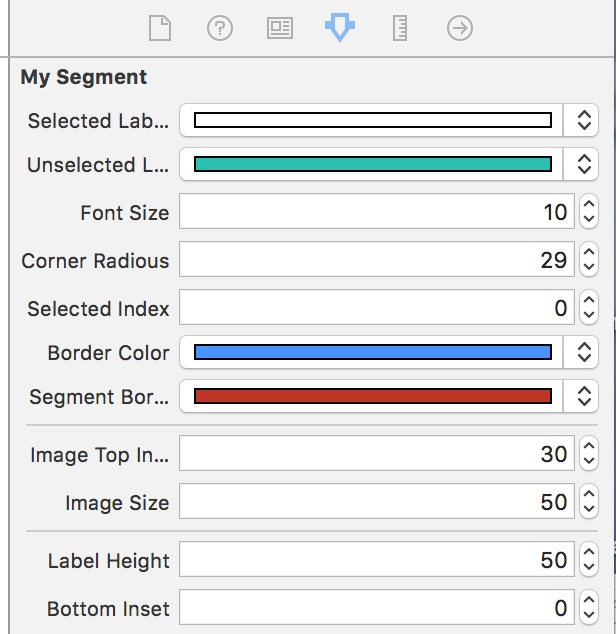 ?
My Segment
Selected Lab...
Unselected L...
Font Size 10
Corner Radious 29
Selected Index 0
Border Color
Segment Bor...
Image Top In... 30
Image Size 50
Label Height 50
Bottom Inset 0